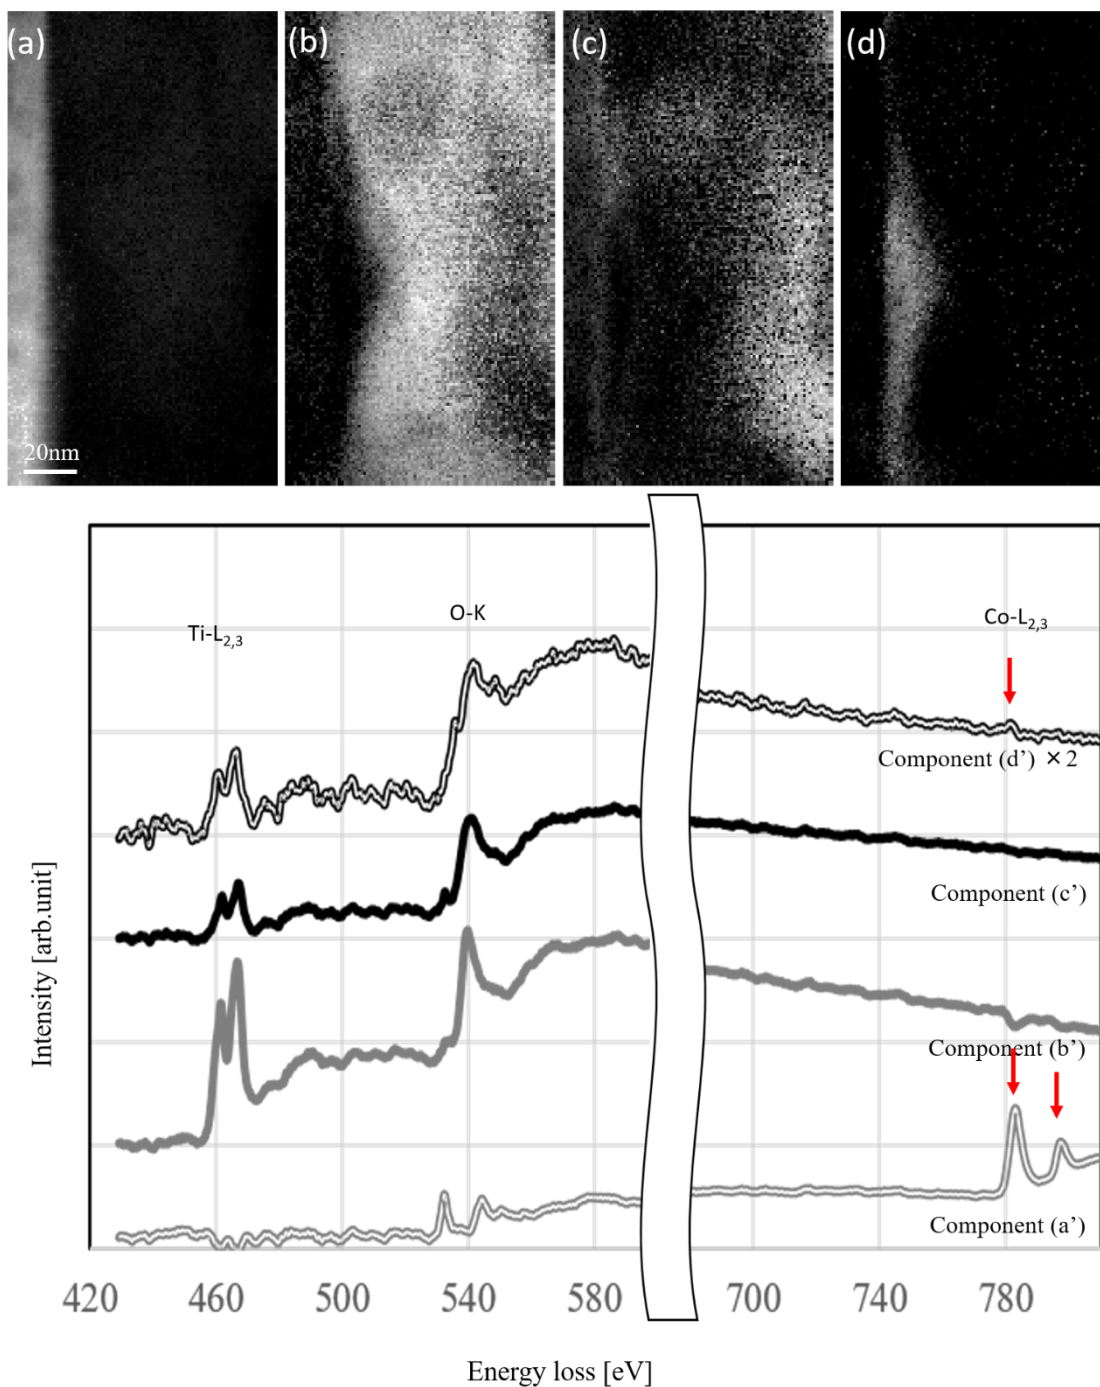 (a)
(b)
(c)
(d)
20nm
Ti-L2,3
O-K
Co-L2,3
Component (d’) ×2
Component (c’)
Component (b’)
Component (a’)
Intensity [arb.unit]
420 460 500 540 580 700 740 780
Energy loss [eV]